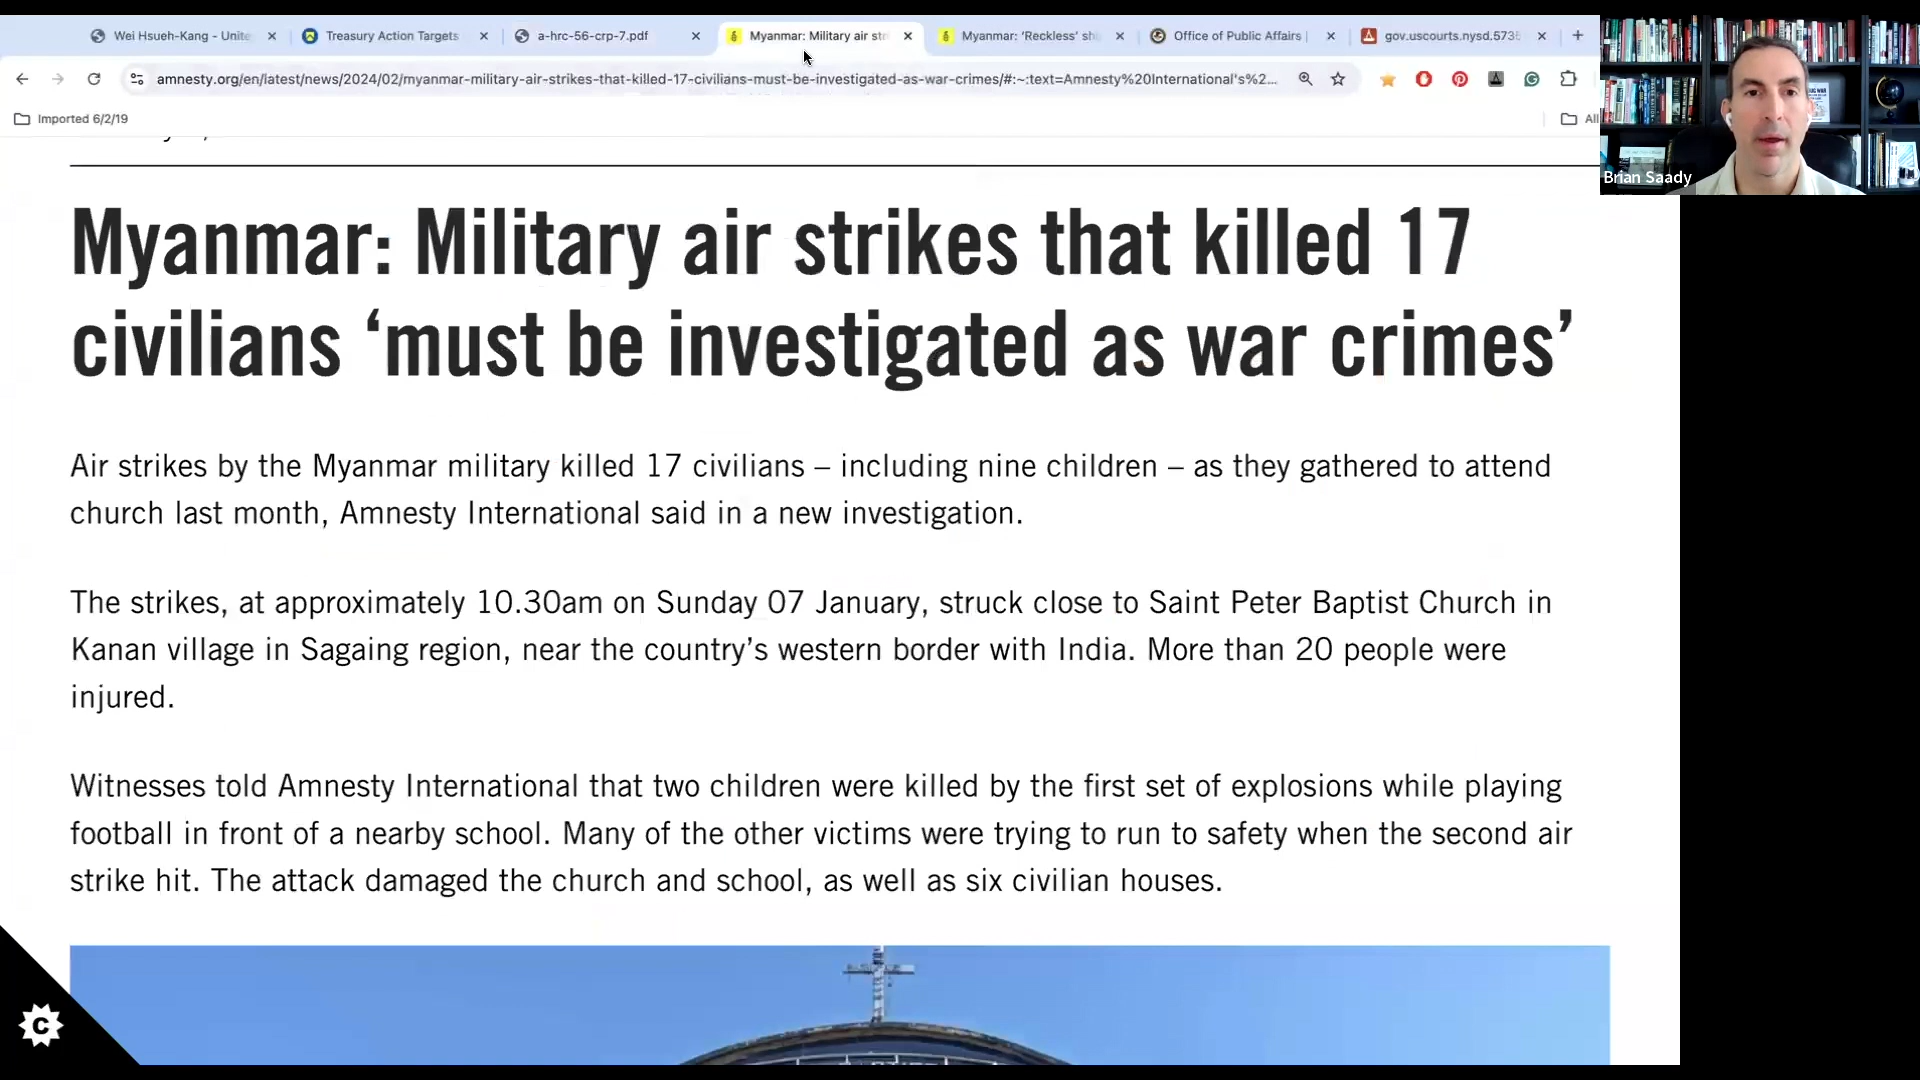 Wei Hsueh-Kang - Unite
Treasury Action Targets
a-hrc-56-crp-7.pdf
Myanmar: Military air str
Myanmar: 'Reckless' shi
Office of Public Affairs |
gov.uscourts.nysd.5738
amnesty.org/en/latest/news/2024/02/myanmar-military-air-strikes-that-killed-17-civilians-must-be-investigated-as-war-crimes/#:~:text=Amnesty%20International's%2...
Imported 6/2/19
All
Brian Saady
Myanmar: Military air strikes that killed 17
civilians ‘must be investigated as war crimes’
Air strikes by the Myanmar military killed 17 civilians – including nine children – as they gathered to attend
church last month, Amnesty International said in a new investigation.
The strikes, at approximately 10.30am on Sunday 07 January, struck close to Saint Peter Baptist Church in
Kanan village in Sagaing region, near the country’s western border with India. More than 20 people were
injured.
Witnesses told Amnesty International that two children were killed by the first set of explosions while playing
football in front of a nearby school. Many of the other victims were trying to run to safety when the second air
strike hit. The attack damaged the church and school, as well as six civilian houses.
C